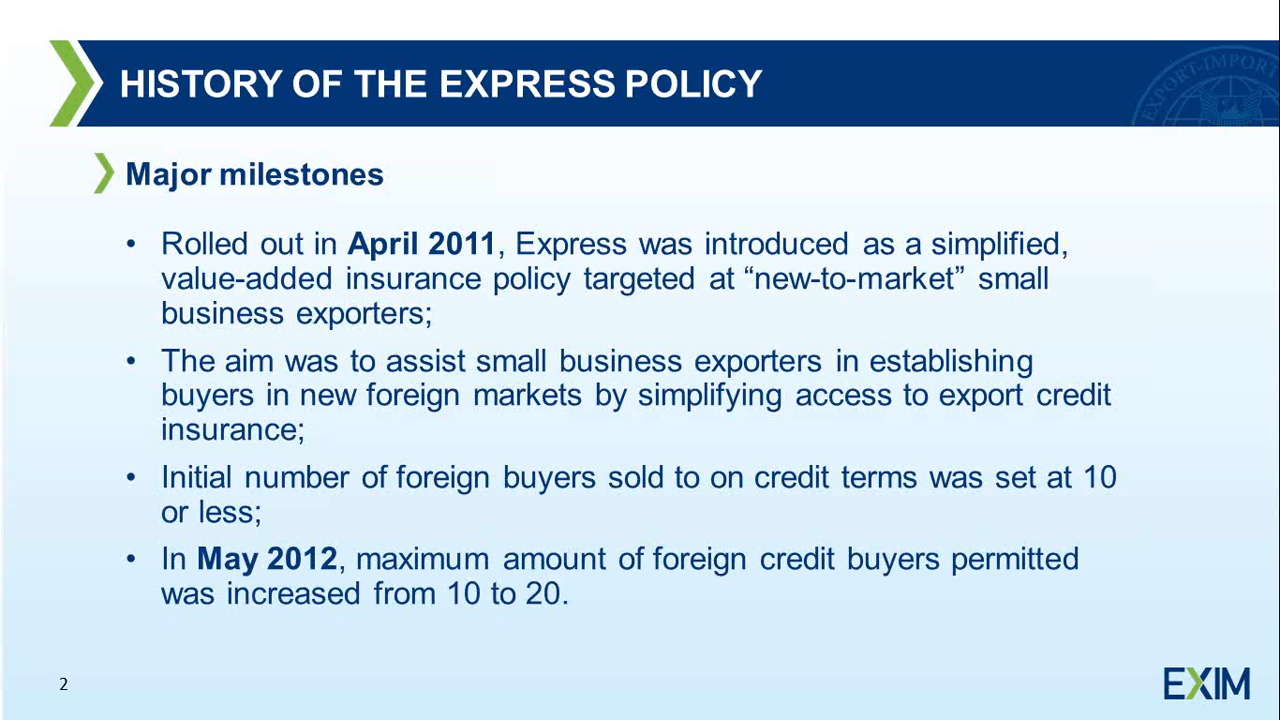 HISTORY OF THE EXPRESS POLICY
EXPORT-IMPORT
Major milestones
• Rolled out in April 2011, Express was introduced as a simplified,
value-added insurance policy targeted at “new-to-market” small
business exporters;
• The aim was to assist small business exporters in establishing
buyers in new foreign markets by simplifying access to export credit
insurance;
• Initial number of foreign buyers sold to on credit terms was set at 10
or less;
• In May 2012, maximum amount of foreign credit buyers permitted
was increased from 10 to 20.
2
EXIM